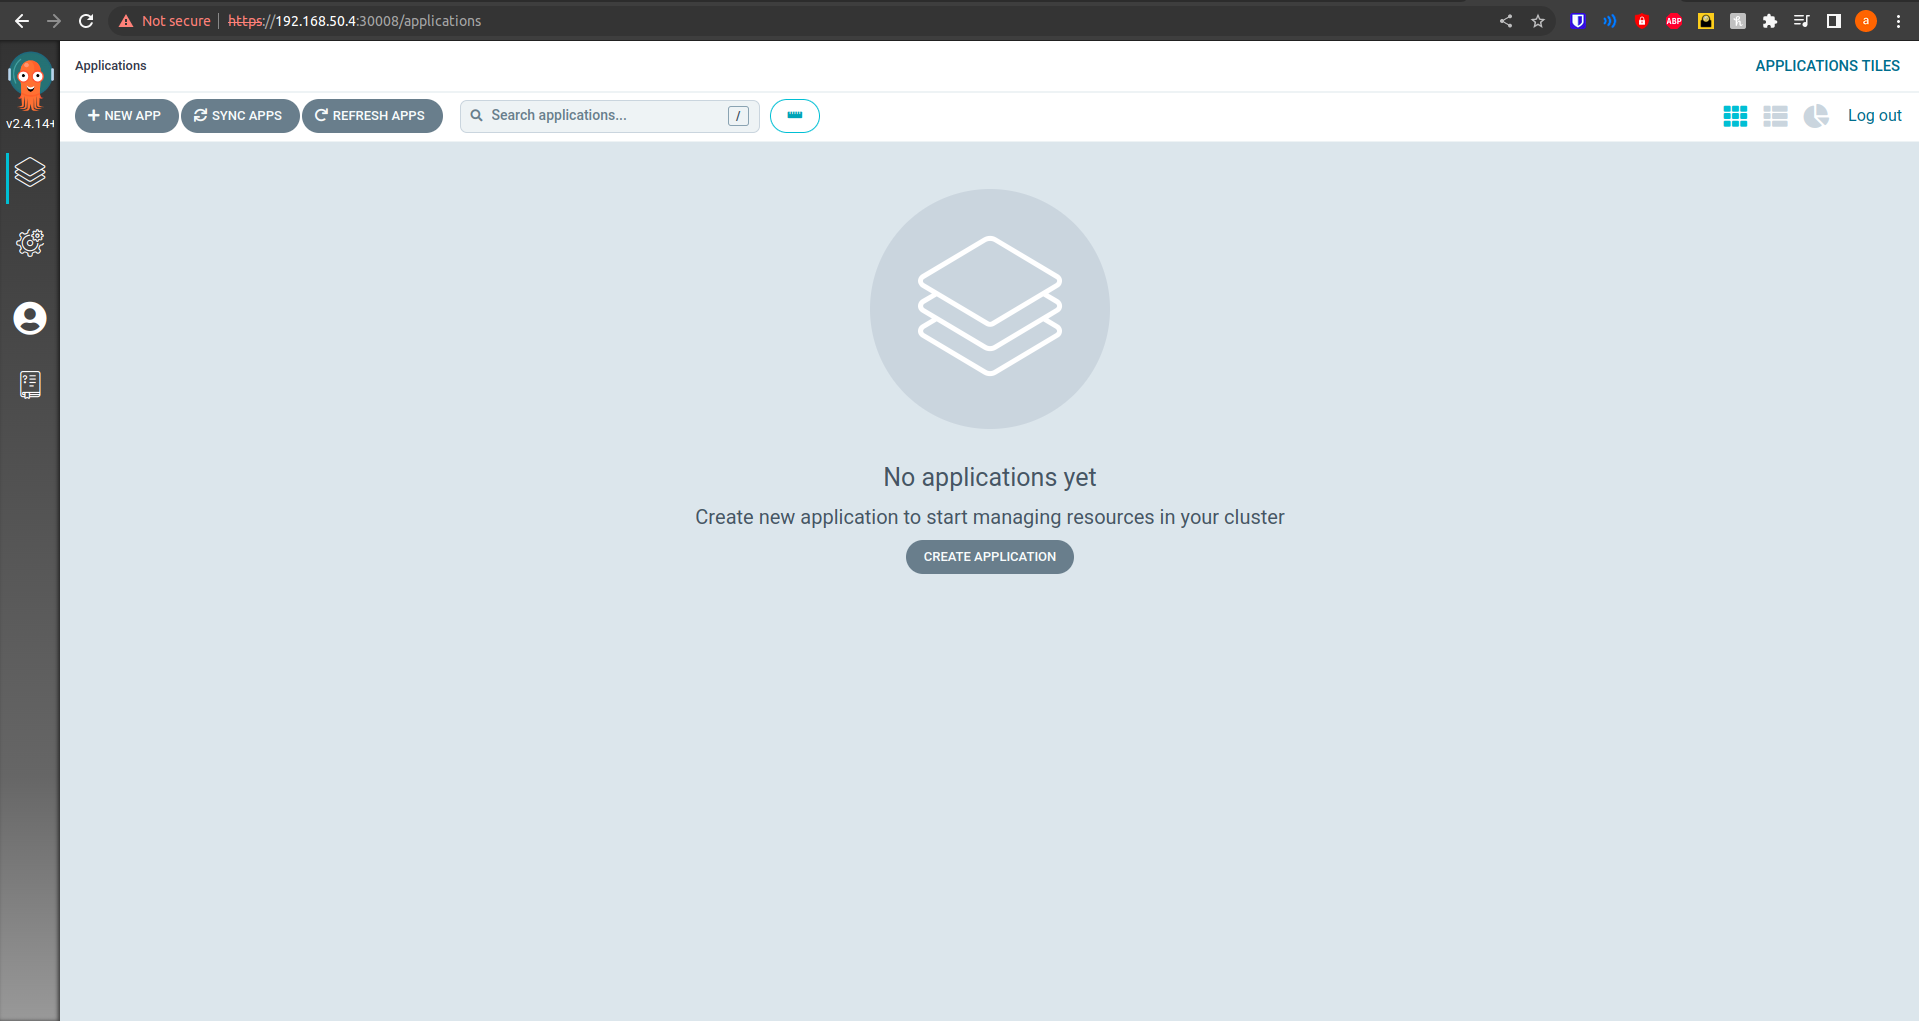 Not secure https://192.168.50.4:30008/applications ABP a
Applications APPLICATIONS TILES
v2.4.14+
NEW APP SYNC APPS REFRESH APPS Search applications... / Log out
No applications yet
Create new application to start managing resources in your cluster
CREATE APPLICATION